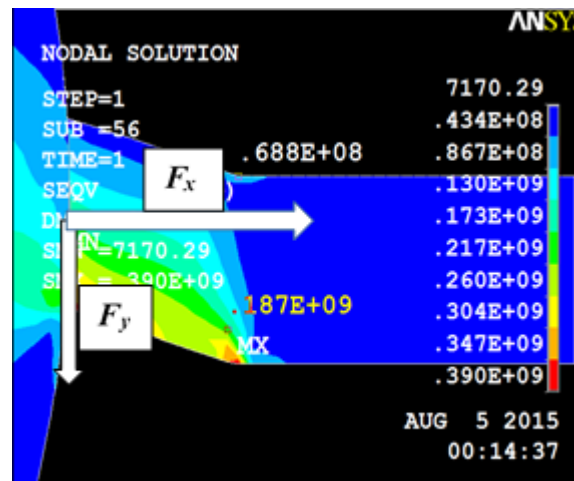 ANSY
NODAL SOLUTION
STEP=1
SUB =56
TIME=1
SEQV
=7170.29
.390E+09
Fx
Fy
.688E+08
.187E+09
MX
7170.29
.434E+08
.867E+08
.130E+09
.173E+09
.217E+09
.260E+09
.304E+09
.347E+09
.390E+09
AUG 5 2015
00:14:37